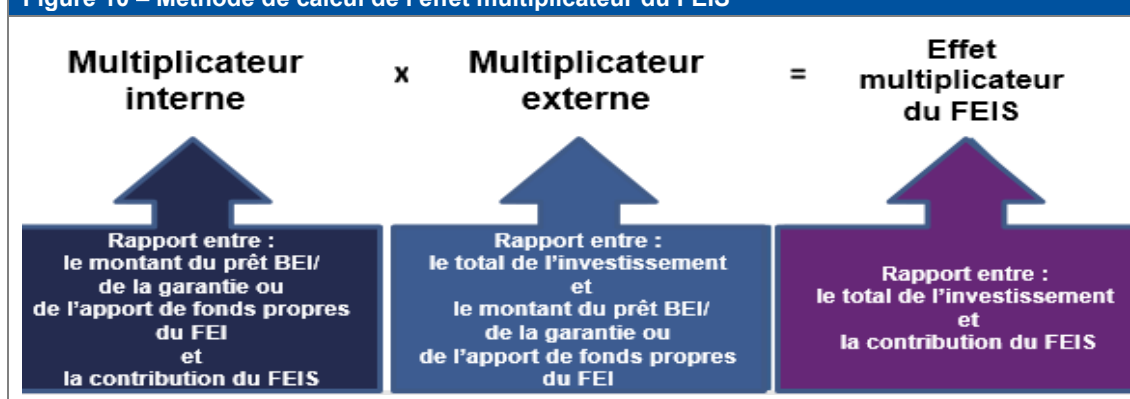 Figure 10 – Méthode de calcul de l'effet multiplicateur du FEIS
Multiplicateur
interne
x
Multiplicateur
externe
=
Effet
multiplicateur
du FEIS
Rapport entre :
le montant du prêt BEI/
de la garantie ou
de l'apport de fonds propres
du FEI
et
la contribution du FEIS
Rapport entre :
le total de l'investissement
et
le montant du prêt BEI/
de la garantie ou
de l'apport de fonds propres
du FEI
Rapport entre :
le total de l'investissement
et
la contribution du FEIS